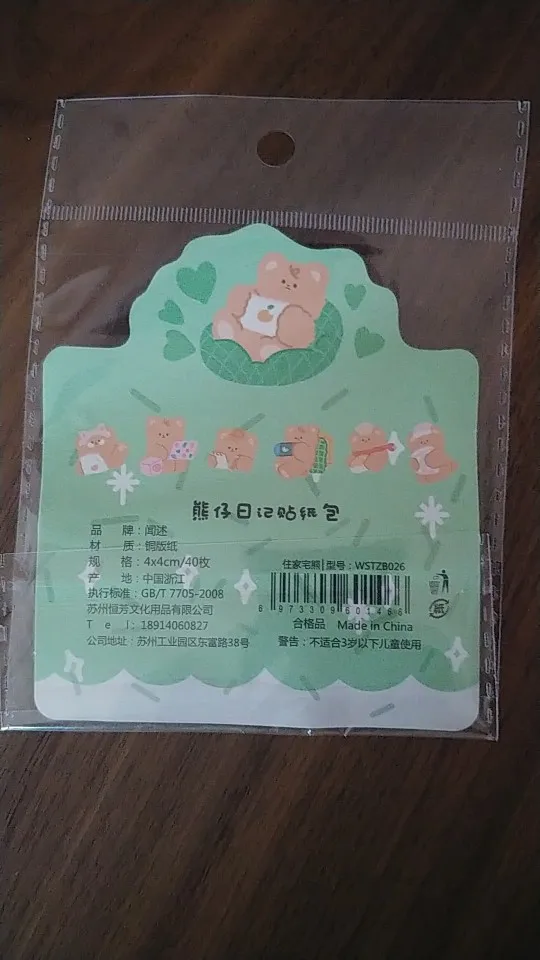 熊仔日记贴纸包
品 牌：闻述
材 质：铜版纸
规 格：4x4cm/40枚
产 地：中国浙江
执行标准：GB/T 7705-2008
苏州恒芳文化用品有限公司
T e l：18914060827
公司地址：苏州工业园区东富路38号
住家宅熊|型号：WSTZB026
6 973309 601466
合格品 Made in China
警告：不适合3岁以下儿童使用